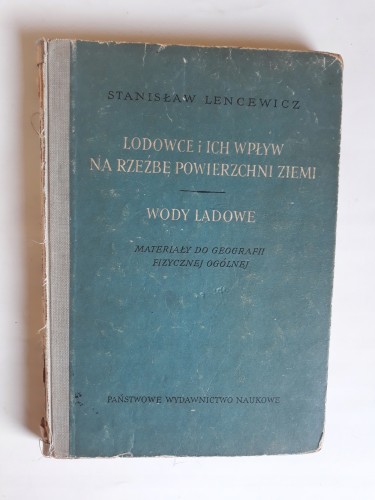 STANISŁAW LENCEWICZ
LODOWCE i ICH WPŁYW
NA RZEŹBĘ POWIERZCHNI ZIEMI
WODY LĄDOWE
MATERIAŁY DO GEOGRAFII
FIZYCZNEJ OGÓLNEJ
PAŃSTWOWE WYDAWNICTWO NAUKOWE